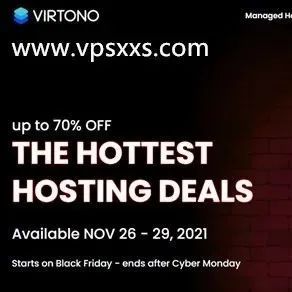 VIRTONO
Managed Ho
www.vpsxxs.com
up to 70% OFF
THE HOTTEST
HOSTING DEALS
Available NOV 26 - 29, 2021
Starts on Black Friday - ends after Cyber Monday